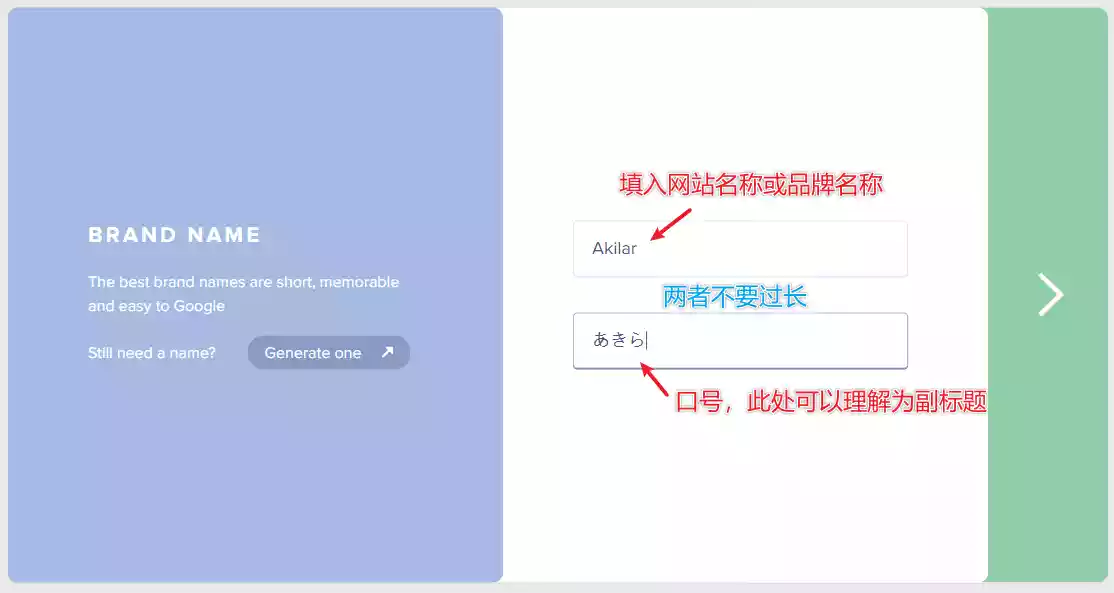 BRAND NAME
The best brand names are short, memorable
and easy to Google
Still need a name?
Generate one
填入网站名称或品牌名称
Akilar
两者不要过长
あきら
口号，此处可以理解为副标题